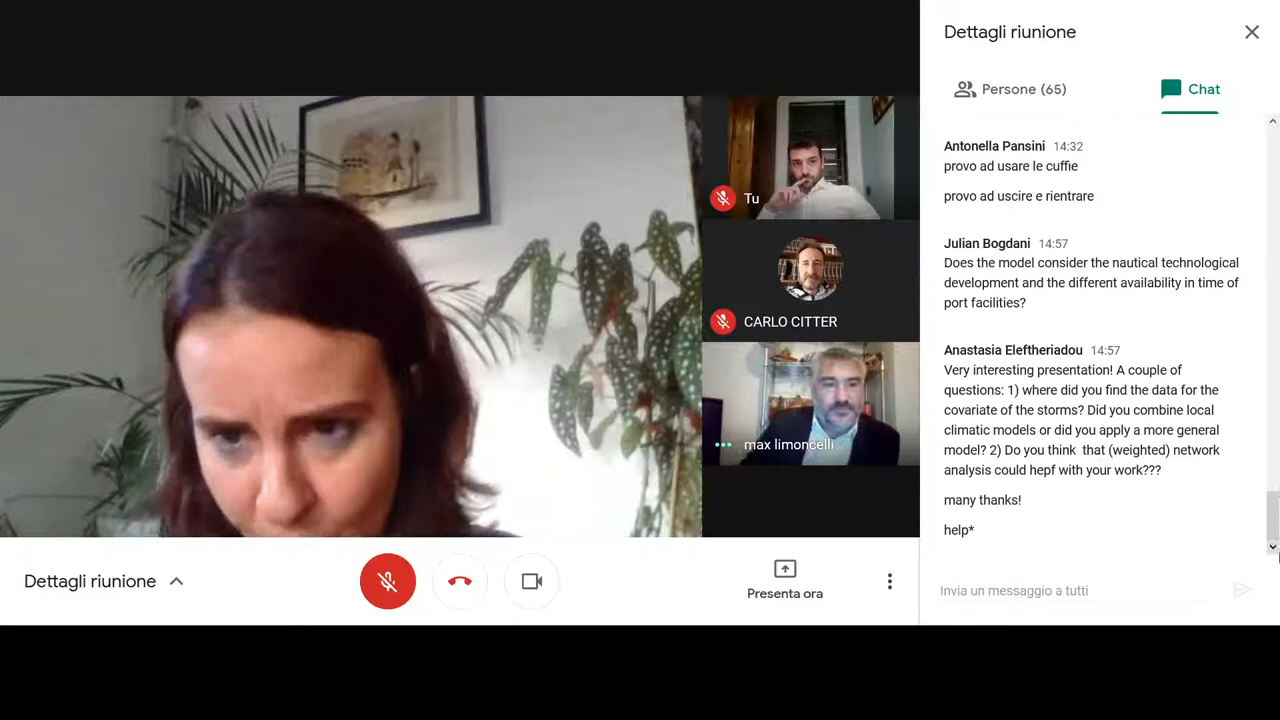 Dettagli riunione
Persone (65)
Chat
Antonella Pansini 14:32
provo ad usare le cuffie
provo ad uscire e rientrare
Julian Bogdani 14:57
Does the model consider the nautical technological
development and the different availability in time of
port facilities?
Anastasia Eleftheriadou 14:57
Very interesting presentation! A couple of
questions: 1) where did you find the data for the
covariate of the storms? Did you combine local
climatic models or did you apply a more general
model? 2) Do you think that (weighted) network
analysis could hepf with your work???
many thanks!
help*
Invia un messaggio a tutti
Tu
CARLO CITTER
max limoncelli
Dettagli riunione
Presenta ora